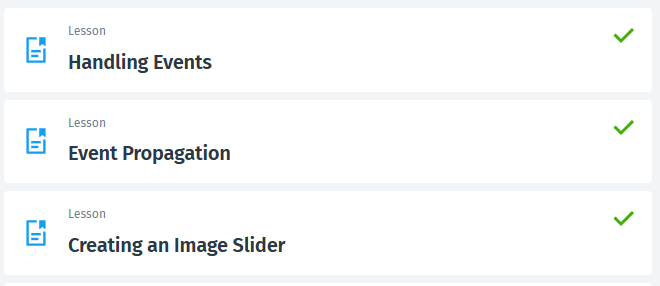 Lesson
Handling Events
Lesson
Event Propagation
Lesson
Creating an Image Slider